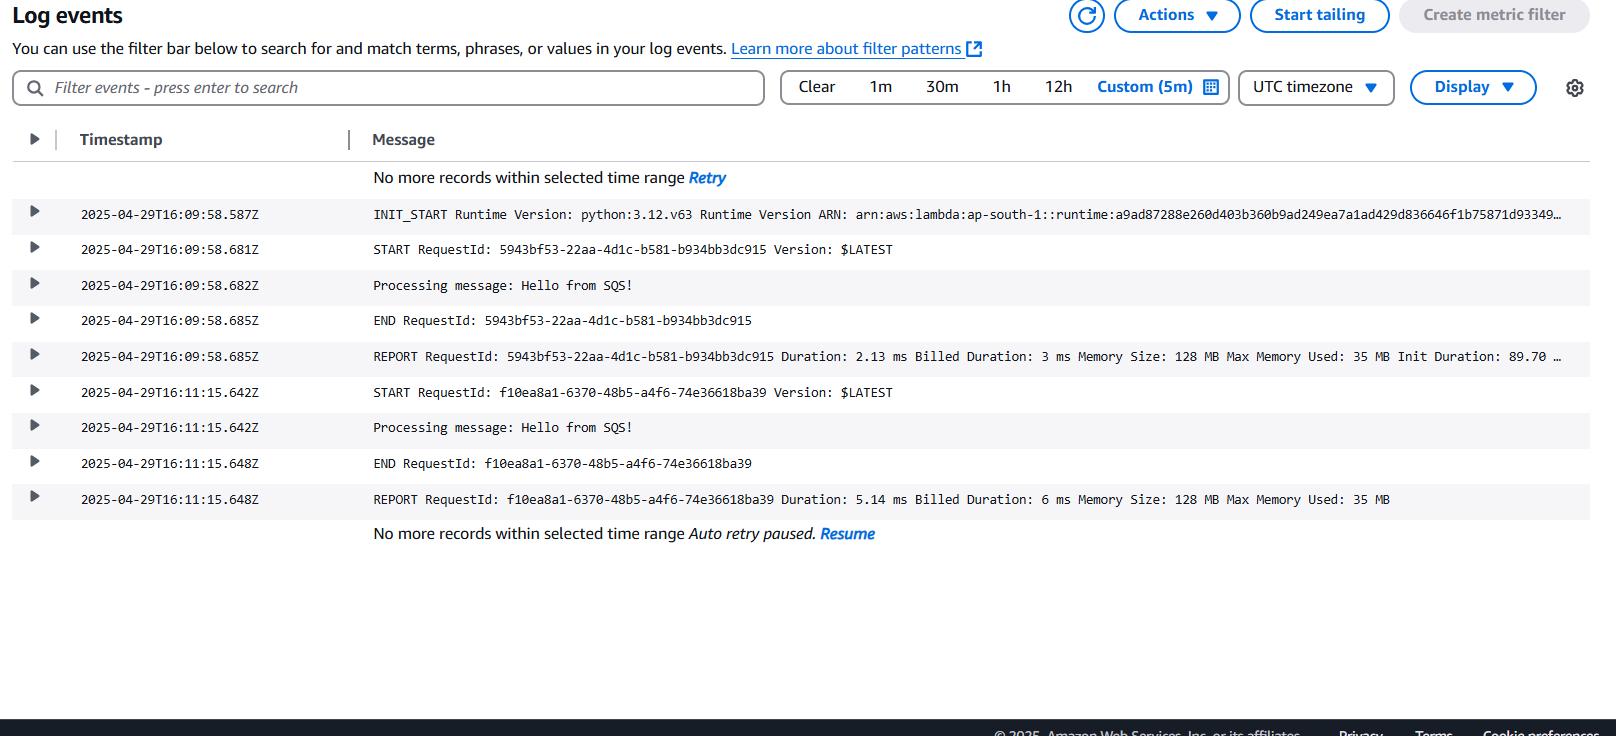 Log events
Actions
Start tailing
Create metric filter
You can use the filter bar below to search for and match terms, phrases, or values in your log events. Learn more about filter patterns
Filter events - press enter to search
Clear 1m 30m 1h 12h Custom (5m)
UTC timezone
Display
Timestamp Message
No more records within selected time range Retry
2025-04-29T16:09:58.587Z INIT_START Runtime Version: python:3.12.v63 Runtime Version ARN: arn:aws:lambda:ap-south-1::runtime:a9ad87288e260d403b360b9ad249ea7a1ad429d836646f1b75871d93349…
2025-04-29T16:09:58.681Z START RequestId: 5943bf53-22aa-4d1c-b581-b934bb3dc915 Version: $LATEST
2025-04-29T16:09:58.682Z Processing message: Hello from SQS!
2025-04-29T16:09:58.685Z END RequestId: 5943bf53-22aa-4d1c-b581-b934bb3dc915
2025-04-29T16:09:58.685Z REPORT RequestId: 5943bf53-22aa-4d1c-b581-b934bb3dc915 Duration: 2.13 ms Billed Duration: 3 ms Memory Size: 128 MB Max Memory Used: 35 MB Init Duration: 89.70 …
2025-04-29T16:11:15.642Z START RequestId: f10ea8a1-6370-48b5-a4f6-74e36618ba39 Version: $LATEST
2025-04-29T16:11:15.642Z Processing message: Hello from SQS!
2025-04-29T16:11:15.648Z END RequestId: f10ea8a1-6370-48b5-a4f6-74e36618ba39
2025-04-29T16:11:15.648Z REPORT RequestId: f10ea8a1-6370-48b5-a4f6-74e36618ba39 Duration: 5.14 ms Billed Duration: 6 ms Memory Size: 128 MB Max Memory Used: 35 MB
No more records within selected time range Auto retry paused. Resume
© 2025, Amazon Web Services, Inc. or its affiliates. Privacy Terms Cookie preferences